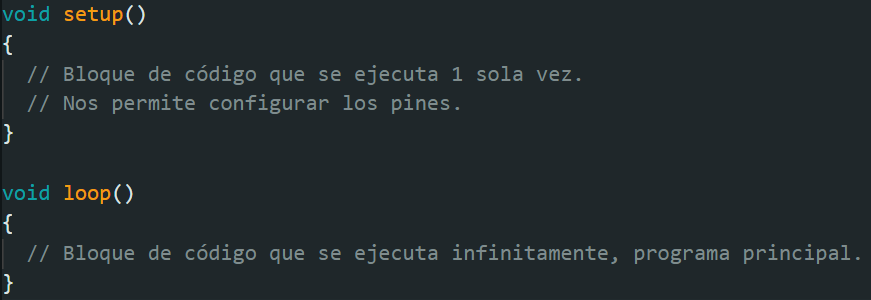 void setup()
{
// Bloque de código que se ejecuta 1 sola vez.
// Nos permite configurar los pines.
}
void loop()
{
// Bloque de código que se ejecuta infinitamente, programa principal.
}